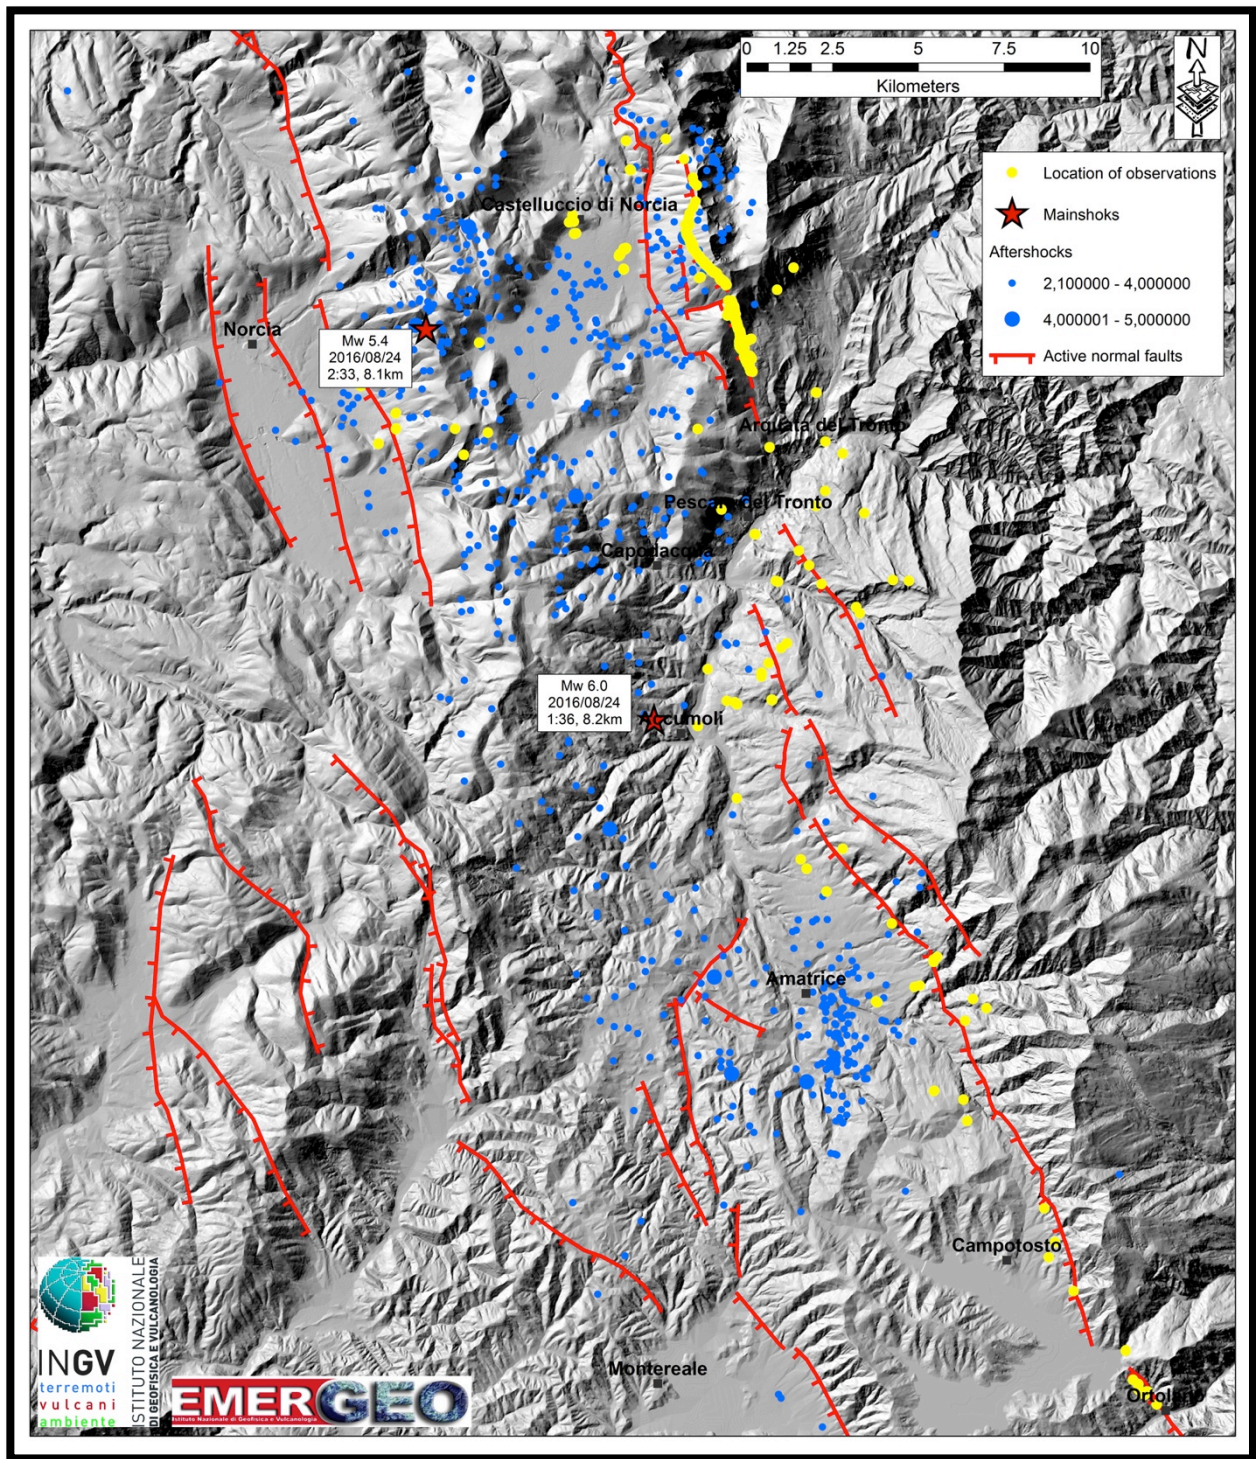 0 1.25 2.5 5 7.5 10
Kilometers
N
Location of observations
Mainshoks
Aftershocks
2,100000 - 4,000000
4,000001 - 5,000000
Active normal faults
Castelluccio di Norcia
Norcia
Mw 5.4
2016/08/24
2:33, 8.1km
Arquata del Tronto
Pescara del Tronto
Capodacqua
Mw 6.0
2016/08/24
1:36, 8.2km
Accumoli
Amatrice
Campotosto
Montereale
Ortolano
INGV
terremoti
vulcani
ambiente
ISTITUTO NAZIONALE
DI GEOFISICA E VULCANOLOGIA
EMERGEO
Istituto Nazionale di Geofisica e Vulcanologia